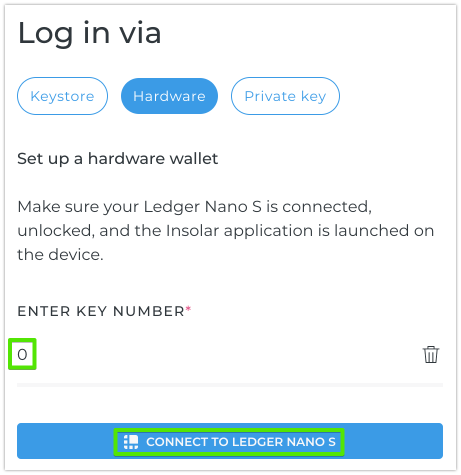 Log in via
Keystore Hardware Private key
Set up a hardware wallet
Make sure your Ledger Nano S is connected,
unlocked, and the Insolar application is launched on
the device.
ENTER KEY NUMBER*
0
CONNECT TO LEDGER NANO S